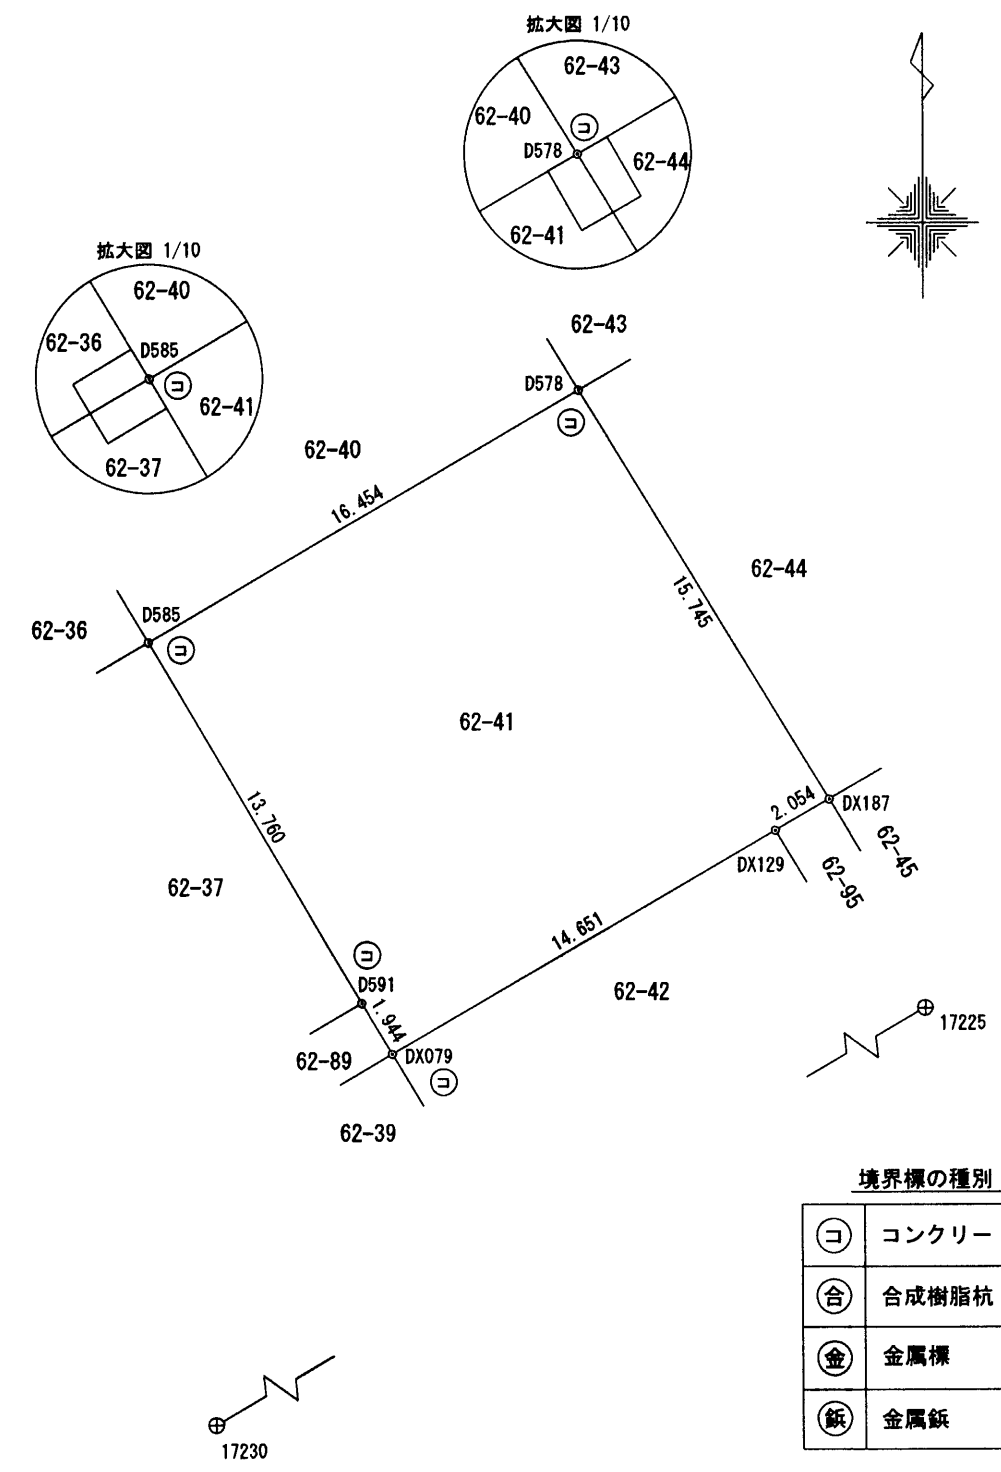 拡大図 1/10
62-43
62-40
コ
D578
62-44
62-41
拡大図 1/10
62-40
62-36
D585
コ
62-41
62-37
62-43
D578
コ
62-40
16.454
62-44
15.745
D585
62-36
コ
62-41
2.054
DX187
13.760
DX129
62-95
62-45
62-37
14.651
コ
D591
62-42
1.944
17225
62-89
DX079
コ
62-39
境界標の種別
コ コンクリー
合 合成樹脂杭
金 金属標
鋲 金属鋲
17230